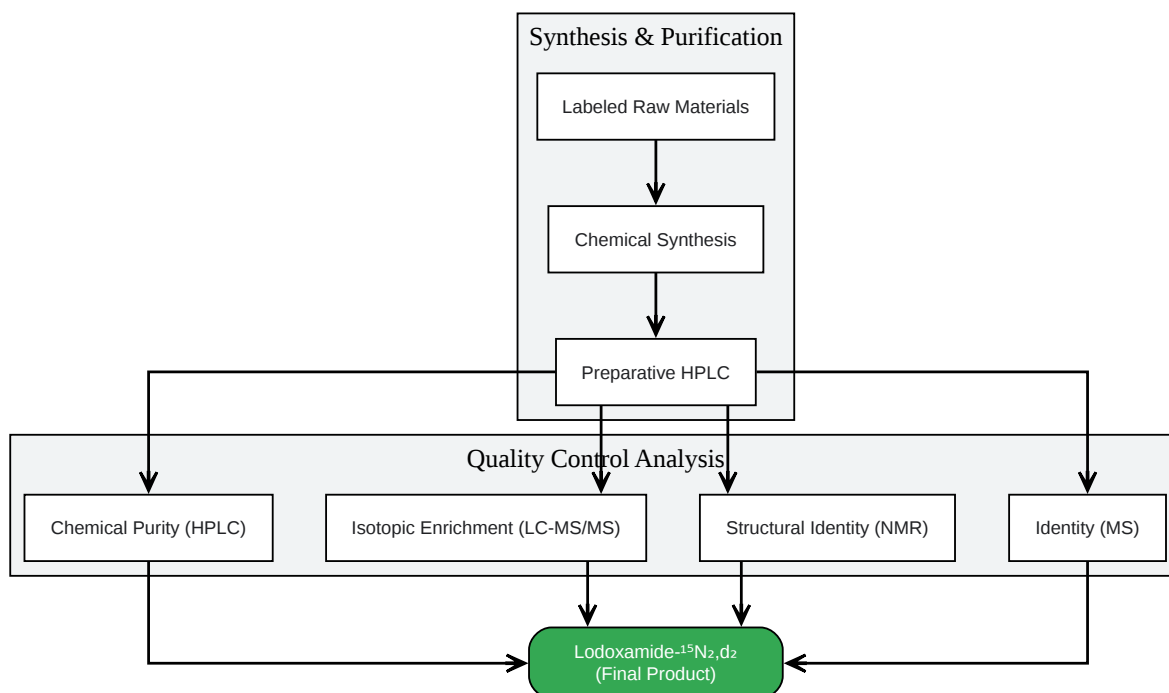 Synthesis & Purification
Labeled Raw Materials
Chemical Synthesis
Preparative HPLC
Quality Control Analysis
Chemical Purity (HPLC)
Isotopic Enrichment (LC-MS/MS)
Structural Identity (NMR)
Identity (MS)
Lodoxamide-¹⁵N₂,d₂
(Final Product)